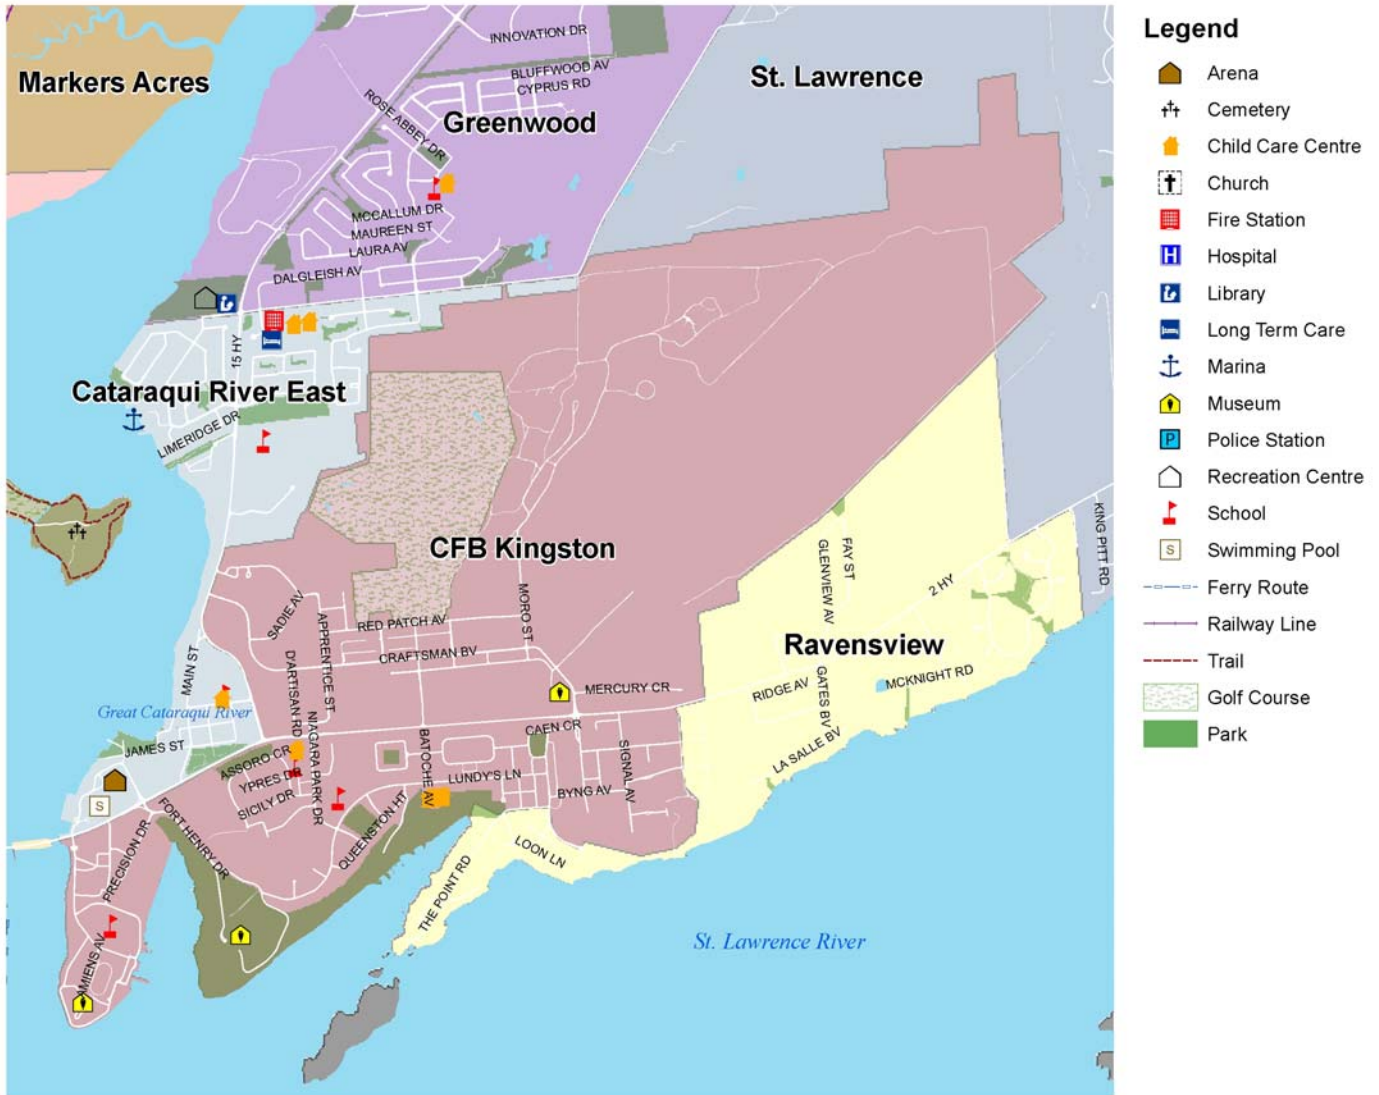 INNOVATION DR
BLUFFWOOD AV
CYPRUS RD
Markers Acres
St. Lawrence
ROSE ABBEY DR
Greenwood
MCCALLUM DR
MAUREEN ST
LAURA AV
DALGLEISH AV
15 HY
Cataraqui River East
LIMERIDGE DR
CFB Kingston
KING PITT RD
FAY ST
GLENVIEW AV
2 HY
SADIE AV
APPRENTICE ST
RED PATCH AV
MORO ST
CRAFTSMAN BV
D'ARTISAN RD
MAIN ST
Ravensview
MERCURY CR
RIDGE AV
GATES BV
MCKNIGHT RD
Great Cataraqui River
NIAGARA PARK DR
JAMES ST
ASSORO CR
BATOCHE AV
CAEN CR
SIGNAL AV
LA SALLE BV
YPRES DR
LUNDY'S LN
SICILY DR
BYNG AV
S
FORT HENRY DR
QUEENSTON HT
PRECISION DR
LOON LN
THE POINT RD
AMIENS AV
St. Lawrence River
Legend
Arena
Cemetery
Child Care Centre
Church
Fire Station
H Hospital
Library
Long Term Care
Marina
Museum
P Police Station
Recreation Centre
School
S Swimming Pool
Ferry Route
Railway Line
Trail
Golf Course
Park